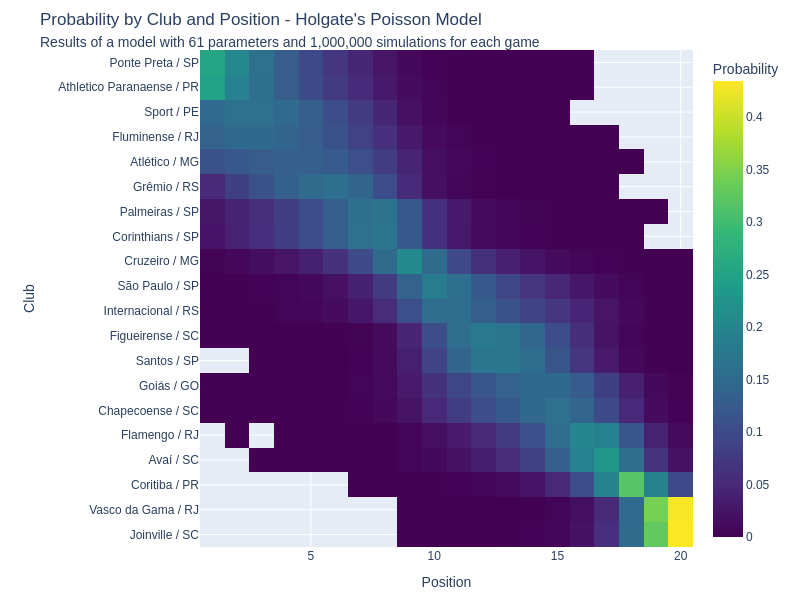 Probability by Club and Position - Holgate's Poisson Model
Results of a model with 61 parameters and 1,000,000 simulations for each game
Probability
Club
Ponte Preta / SP
Athletico Paranaense / PR
Sport / PE
Fluminense / RJ
Atlético / MG
Grêmio / RS
Palmeiras / SP
Corinthians / SP
Cruzeiro / MG
São Paulo / SP
Internacional / RS
Figueirense / SC
Santos / SP
Goiás / GO
Chapecoense / SC
Flamengo / RJ
Avaí / SC
Coritiba / PR
Vasco da Gama / RJ
Joinville / SC
5 10 15 20
Position
0.4
0.35
0.3
0.25
0.2
0.15
0.1
0.05
0